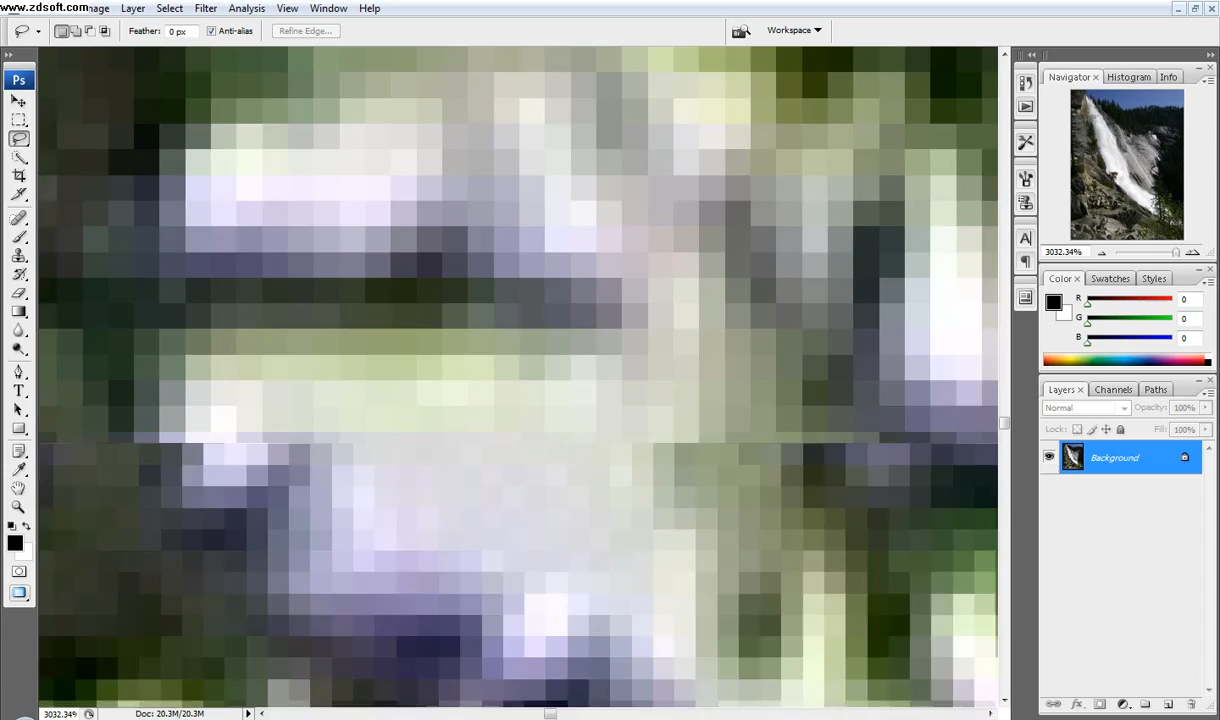 www.zdsoft.com mage Layer Select Filter Analysis View Window Help
Feather: 0 px Anti-alias Refine Edge... Workspace
Ps
Navigator Histogram Info
3032.34%
Color Swatches Styles
R 0
G 0
B 0
Layers Channels Paths
Normal Opacity: 100%
Lock: Fill: 100%
Background
3032.34% Doc: 20.3M/20.3M